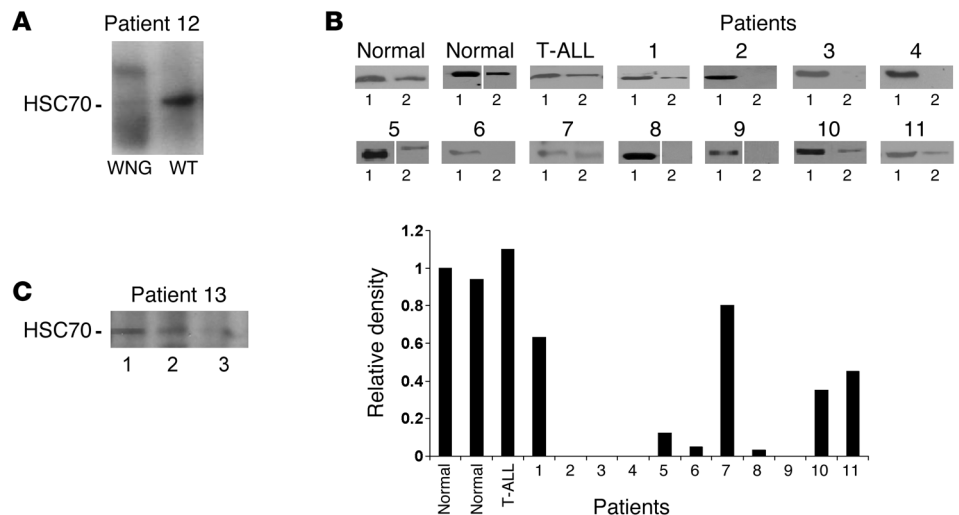 A
Patient 12
HSC70 -
WNG WT
B
Patients
Normal Normal T-ALL 1 2 3 4
1 2 1 2 1 2 1 2 1 2 1 2 1 2
5 6 7 8 9 10 11
1 2 1 2 1 2 1 2 1 2 1 2 1 2
C
Patient 13
HSC70 -
1 2 3
Relative density
1.2
1
0.8
0.6
0.4
0.2
0
Normal Normal T-ALL 1 2 3 4 5 6 7 8 9 10 11
Patients